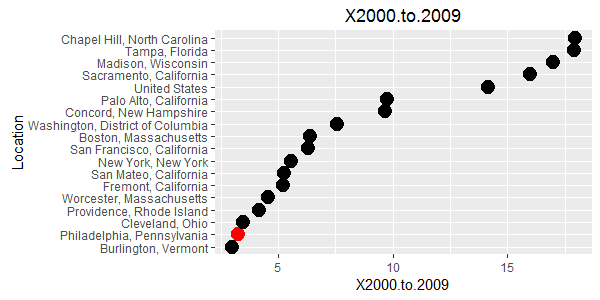 X2000.to.2009
Chapel Hill, North Carolina
Tampa, Florida
Madison, Wisconsin
Sacramento, California
United States
Palo Alto, California
Concord, New Hampshire
Washington, District of Columbia
Boston, Massachusetts
San Francisco, California
New York, New York
San Mateo, California
Fremont, California
Worcester, Massachusetts
Providence, Rhode Island
Cleveland, Ohio
Philadelphia, Pennsylvania
Burlington, Vermont
Location
5 10 15
X2000.to.2009